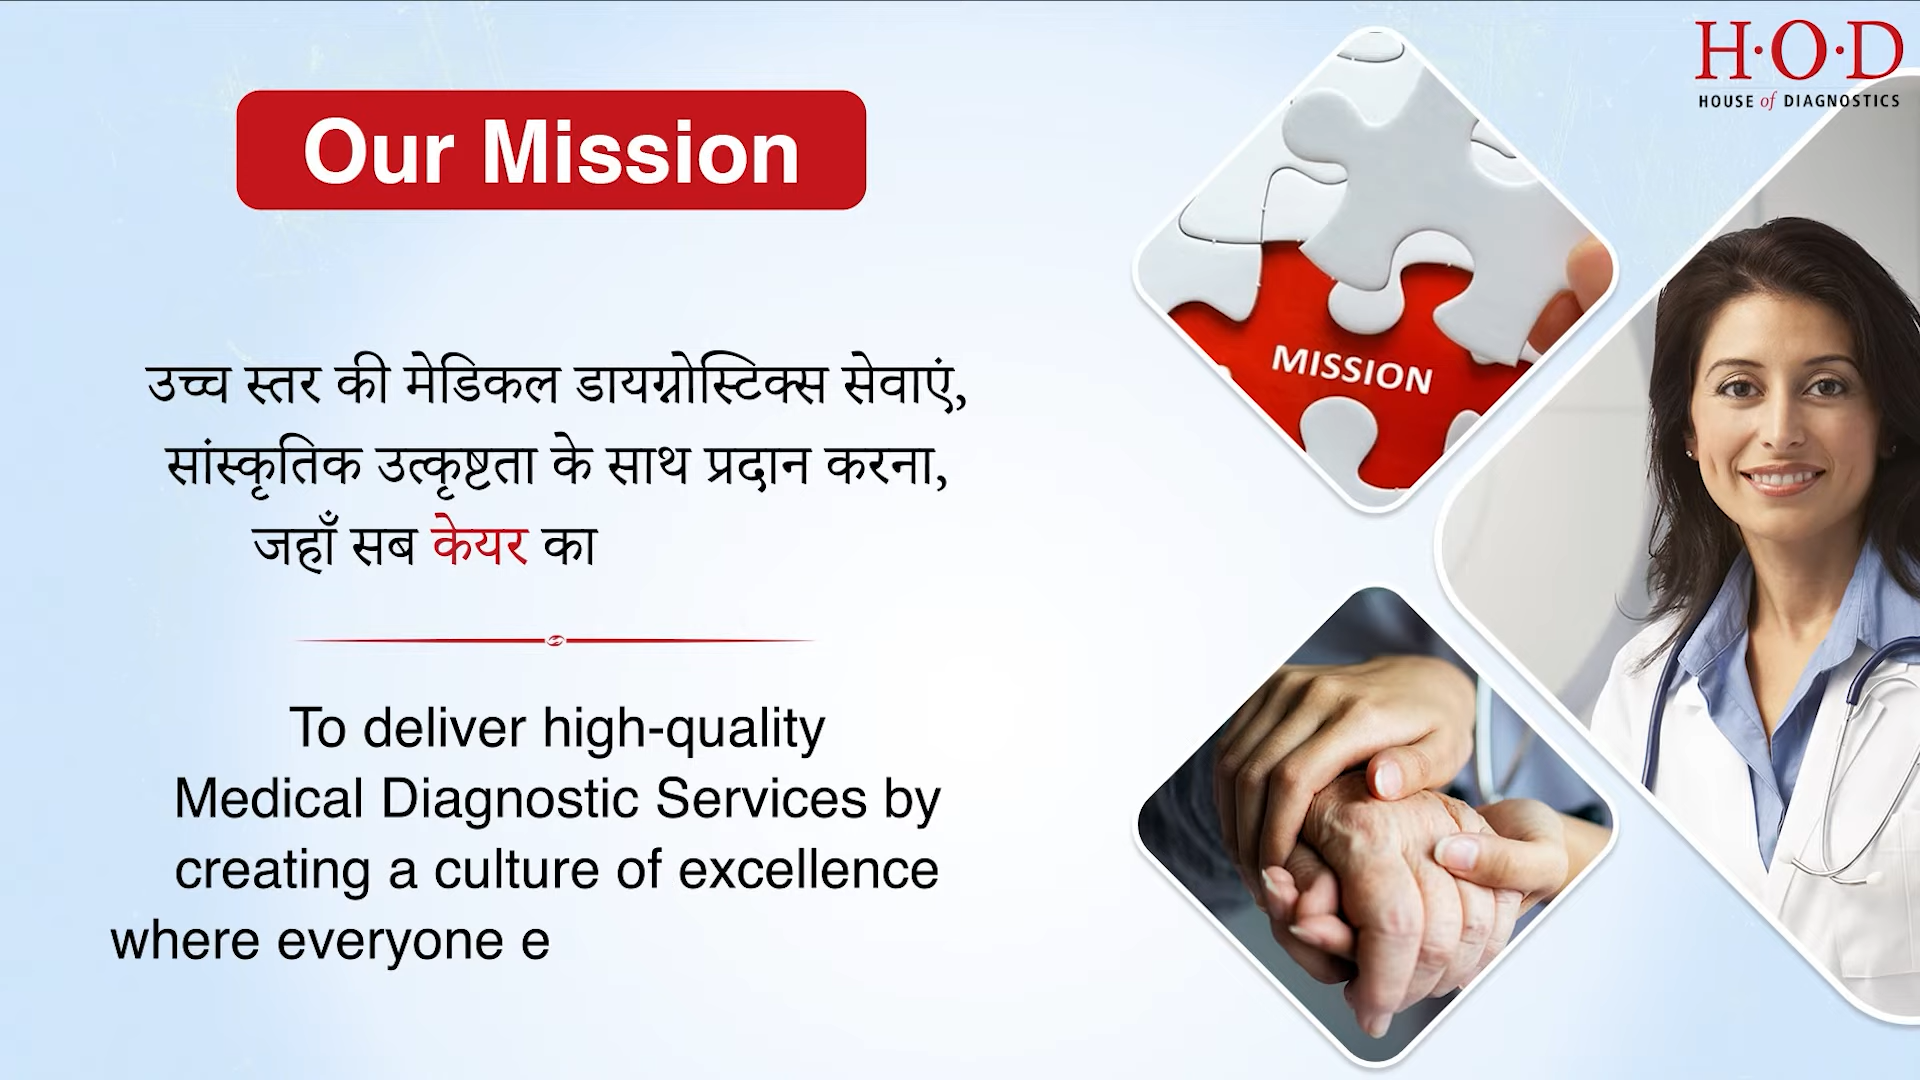 H·O·D
HOUSE of DIAGNOSTICS
Our Mission
उच्च स्तर की मेडिकल डायग्नोस्टिक्स सेवाएं,
सांस्कृतिक उत्कृष्टता के साथ प्रदान करना,
जहाँ सब केयर का
To deliver high-quality
Medical Diagnostic Services by
creating a culture of excellence
where everyone e
MISSION